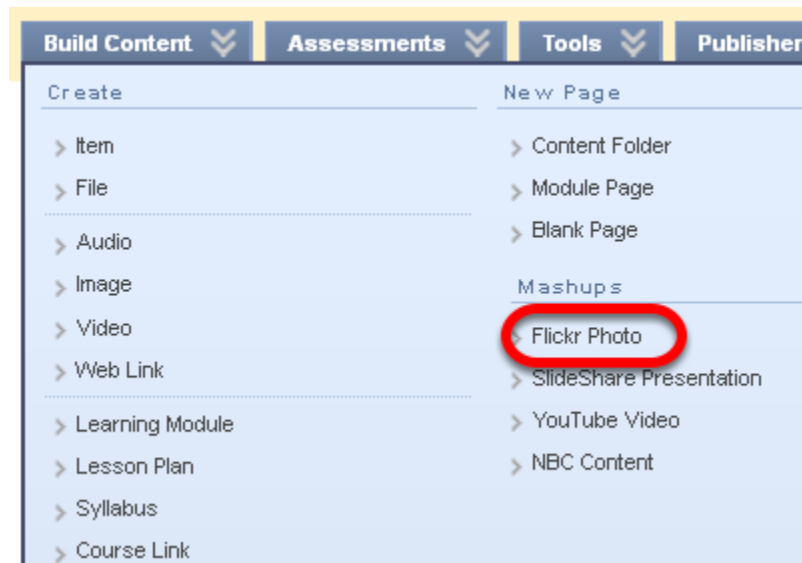 Build Content
Assessments
Tools
Publisher
Create
Item
File
Audio
Image
Video
Web Link
Learning Module
Lesson Plan
Syllabus
Course Link
New Page
Content Folder
Module Page
Blank Page
Mashups
Flickr Photo
SlideShare Presentation
YouTube Video
NBC Content